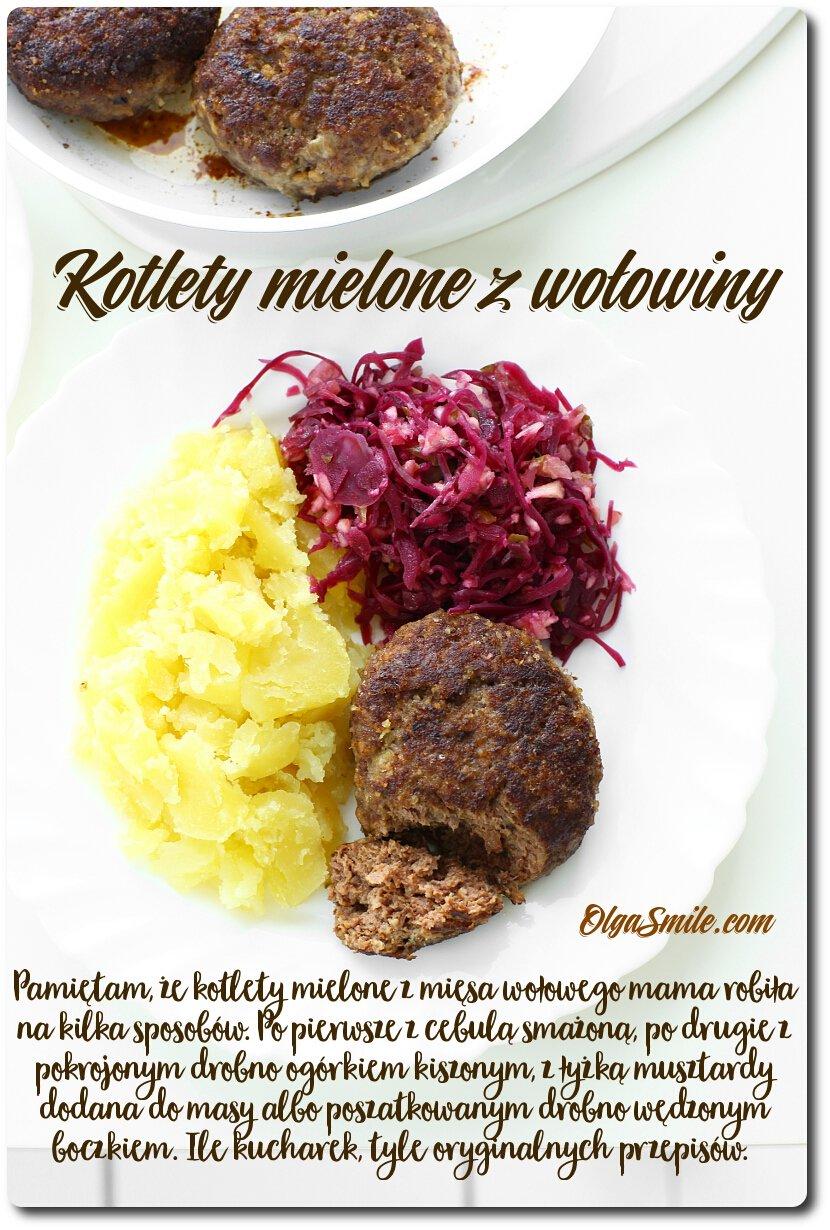 Kotlety mielone z wołowiny
OlgaSmile.com
Pamiętam, że kotlety mielone z mięsa wołowego mama robiła
na kilka sposobów. Po pierwsze z cebulą smażoną, po drugie z
pokrojonym drobno ogórkiem kiszonym, z łyżką musztardy
dodana do masy albo poszatkowanym drobno wędzonym
boczkiem. Ile kucharek, tyle oryginalnych przepisów.